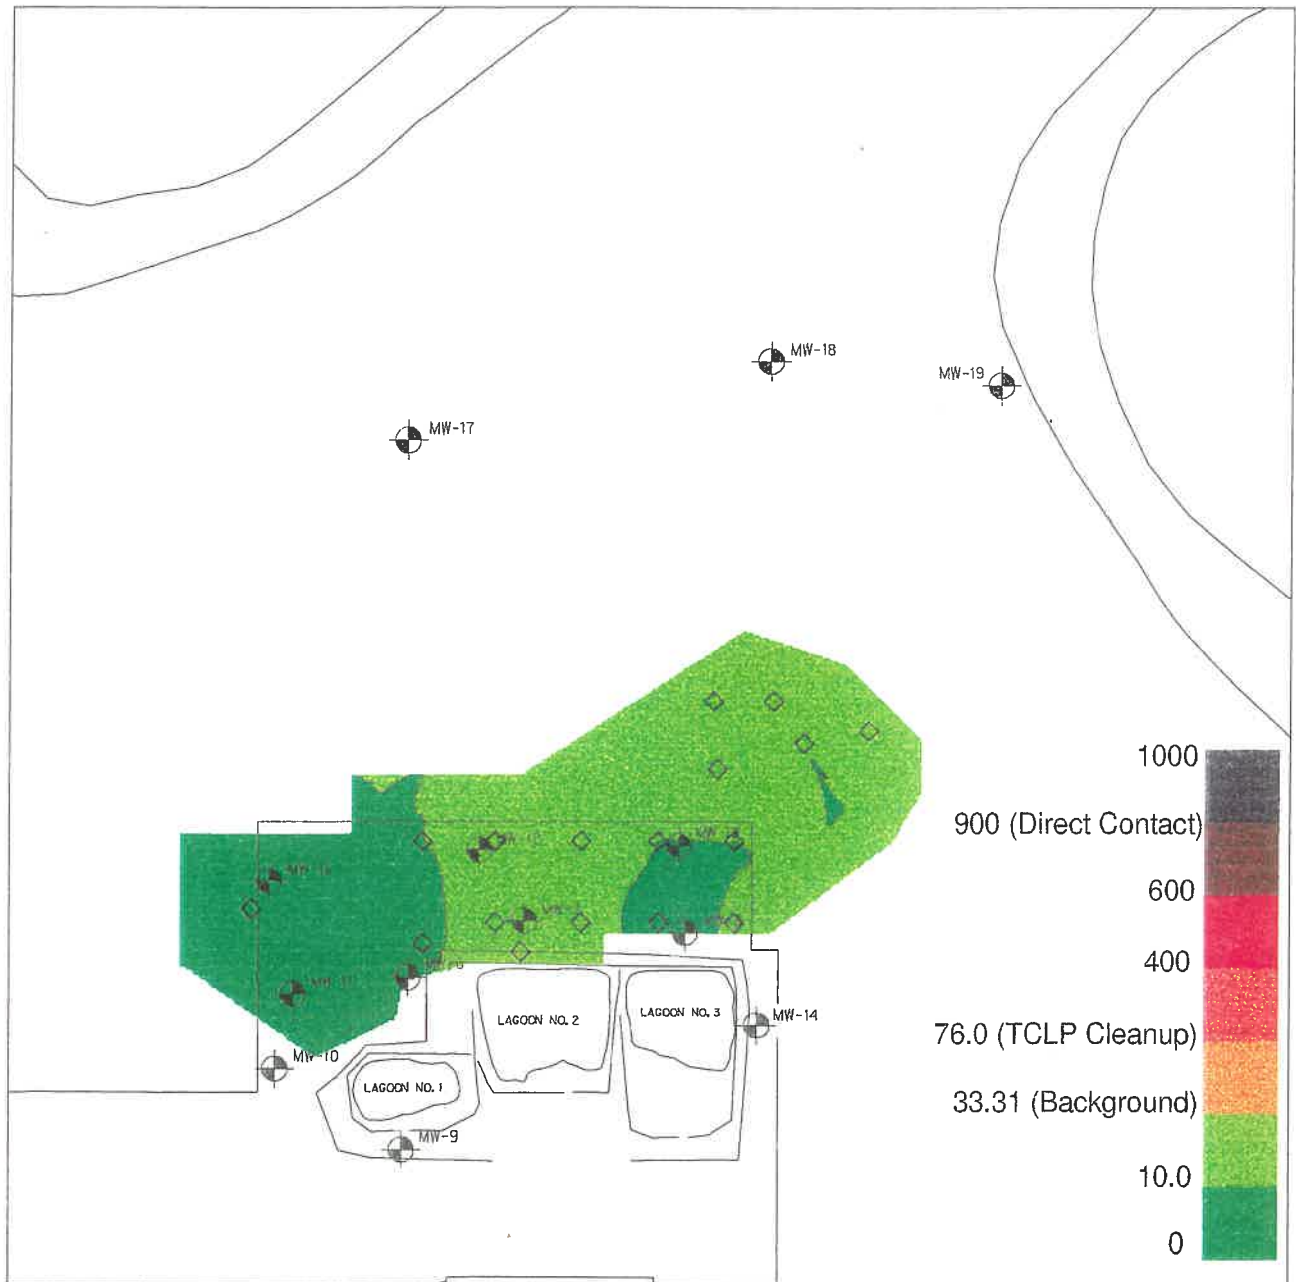 MW-18
MW-19
MW-17
1000
900 (Direct Contact)
600
400
LAGOON NO. 2
LAGOON NO. 3
MW-14
76.0 (TCLP Cleanup)
MW-10
LAGOON NO. 1
33.31 (Background)
MW-9
10.0
0